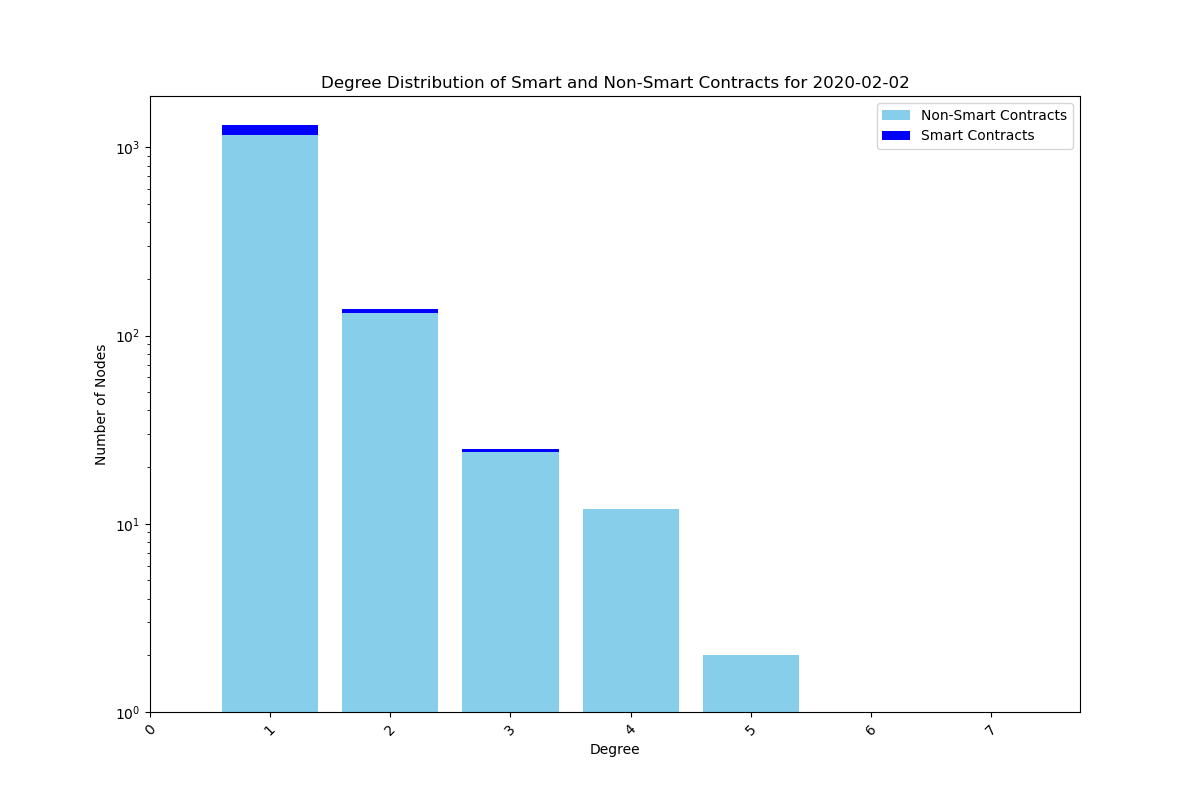 Degree Distribution of Smart and Non-Smart Contracts for 2020-02-02
Non-Smart Contracts
Smart Contracts
Number of Nodes
10³
10²
10¹
10⁰
0 1 2 3 4 5 6 7
Degree